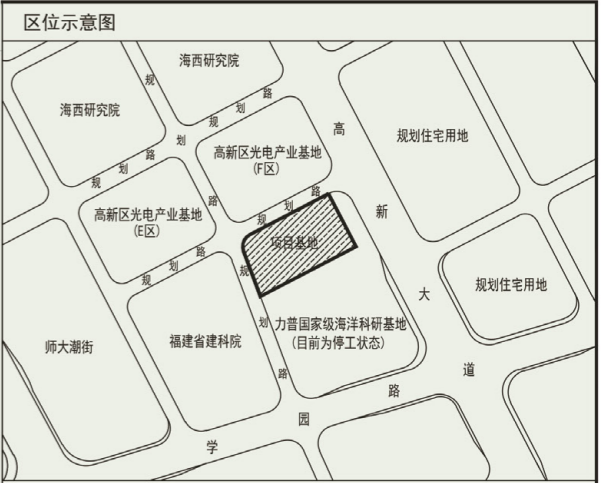 区位示意图
海西研究院
海西研究院
规划路
规划路
规划路
高新区光电产业基地
(F区)
规划住宅用地
高新区光电产业基地
(E区)
规划路
规划路
项目基地
规划路
高新大道
规划住宅用地
师大潮街
福建省建科院
力普国家级海洋科研基地
(目前为停工状态)
学园路